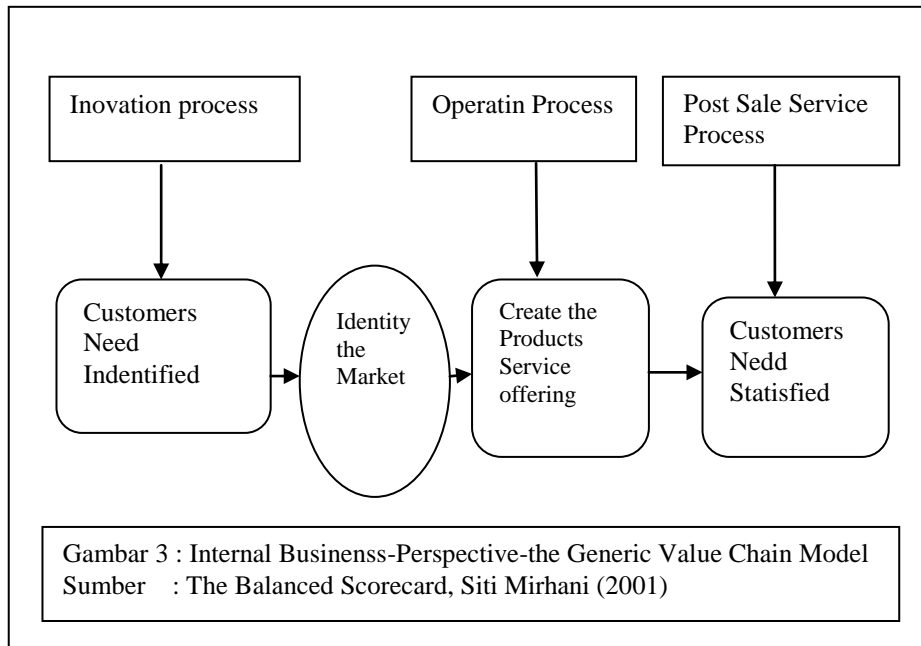 Inovation process
Operatin Process
Post Sale Service
Process
Customers
Need
Indentified
Identity
the
Market
Create the
Products
Service
offering
Customers
Nedd
Statisfied
Gambar 3 : Internal Businenss-Perspective-the Generic Value Chain Model
Sumber : The Balanced Scorecard, Siti Mirhani (2001)